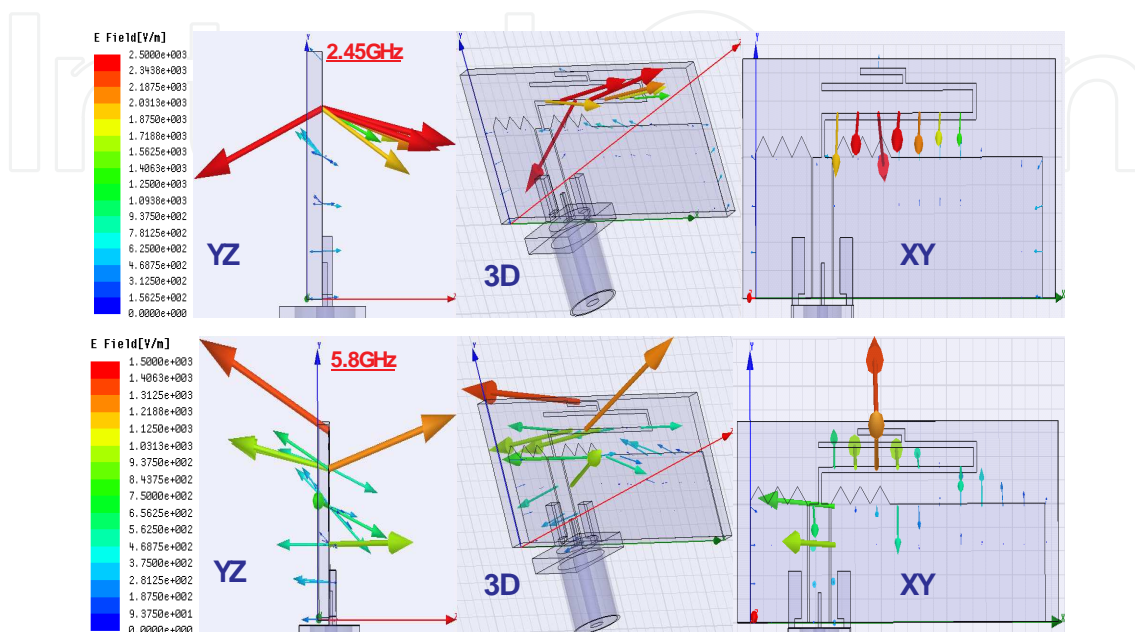 E Field[V/m]
2.5000e+003
2.3438e+003
2.1875e+003
2.0313e+003
1.8750e+003
1.7188e+003
1.5625e+003
1.4063e+003
1.2500e+003
1.0938e+003
9.3750e+002
7.8125e+002
6.2500e+002
4.6875e+002
3.1250e+002
1.5625e+002
0.0000e+000
2.45GHz
YZ
3D
XY
E Field[V/m]
1.5000e+003
1.4063e+003
1.3125e+003
1.2188e+003
1.1250e+003
1.0313e+003
9.3750e+002
8.4375e+002
7.5000e+002
6.5625e+002
5.6250e+002
4.6875e+002
3.7500e+002
2.8125e+002
1.8750e+002
9.3750e+001
0.0000e+000
5.8GHz
YZ
3D
XY